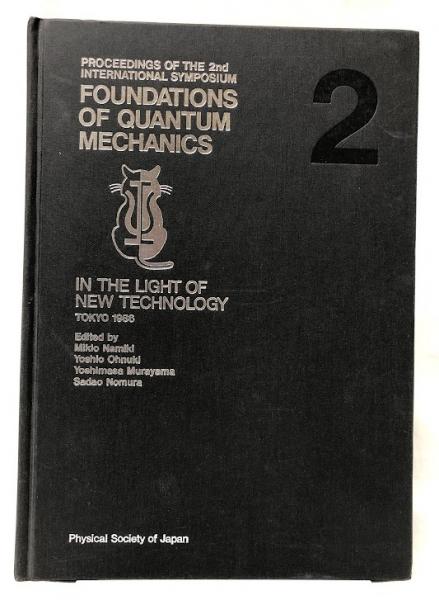 PROCEEDINGS OF THE 2nd
INTERNATIONAL SYMPOSIUM
FOUNDATIONS
OF QUANTUM
MECHANICS
2
IN THE LIGHT OF
NEW TECHNOLOGY
TOKYO 1986
Edited by
Mikio Namiki
Yoshio Ohnuki
Yoshimasa Murayama
Sadao Nomura
Physical Society of Japan